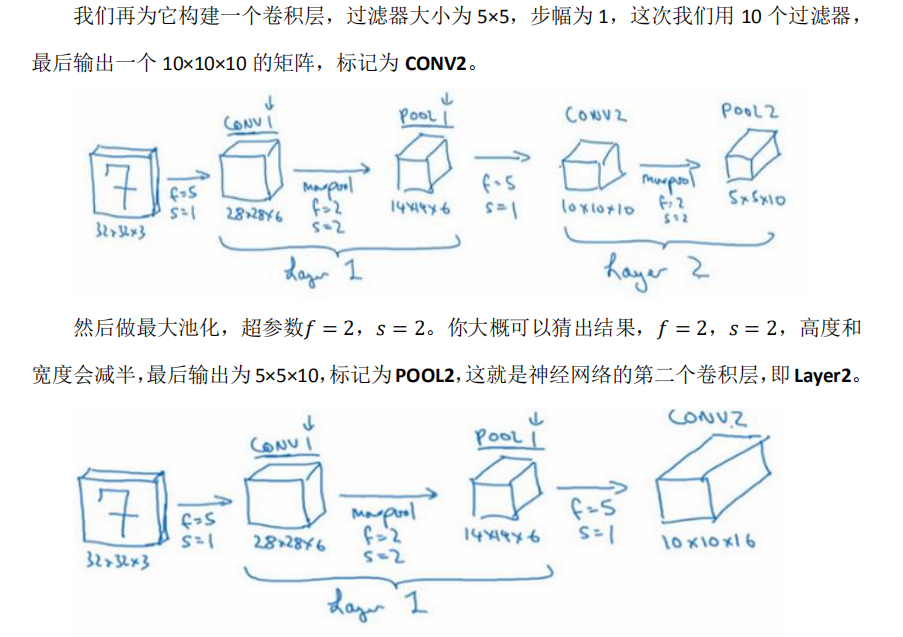 我们再为它构建一个卷积层，过滤器大小为 5×5，步幅为 1，这次我们用 10 个过滤器，
最后输出一个 10×10×10 的矩阵，标记为 CONV2。
CONV1 POOL1 CONV2 POOL2
7 f=5 s=1 maxpool f=2 s=2 f=5 s=1 maxpool f=2 s=2
32×32×3 28×28×6 14×14×6 10×10×10 5×5×10
Layer 1 Layer 2
然后做最大池化，超参数f = 2，s = 2。你大概可以猜出结果，f = 2，s = 2，高度和
宽度会减半，最后输出为 5×5×10，标记为 POOL2，这就是神经网络的第二个卷积层，即 Layer2。
CONV1 POOL1 CONV2
7 f=5 s=1 maxpool f=2 s=2 f=5 s=1
32×32×3 28×28×6 14×14×6 10×10×16
Layer 1